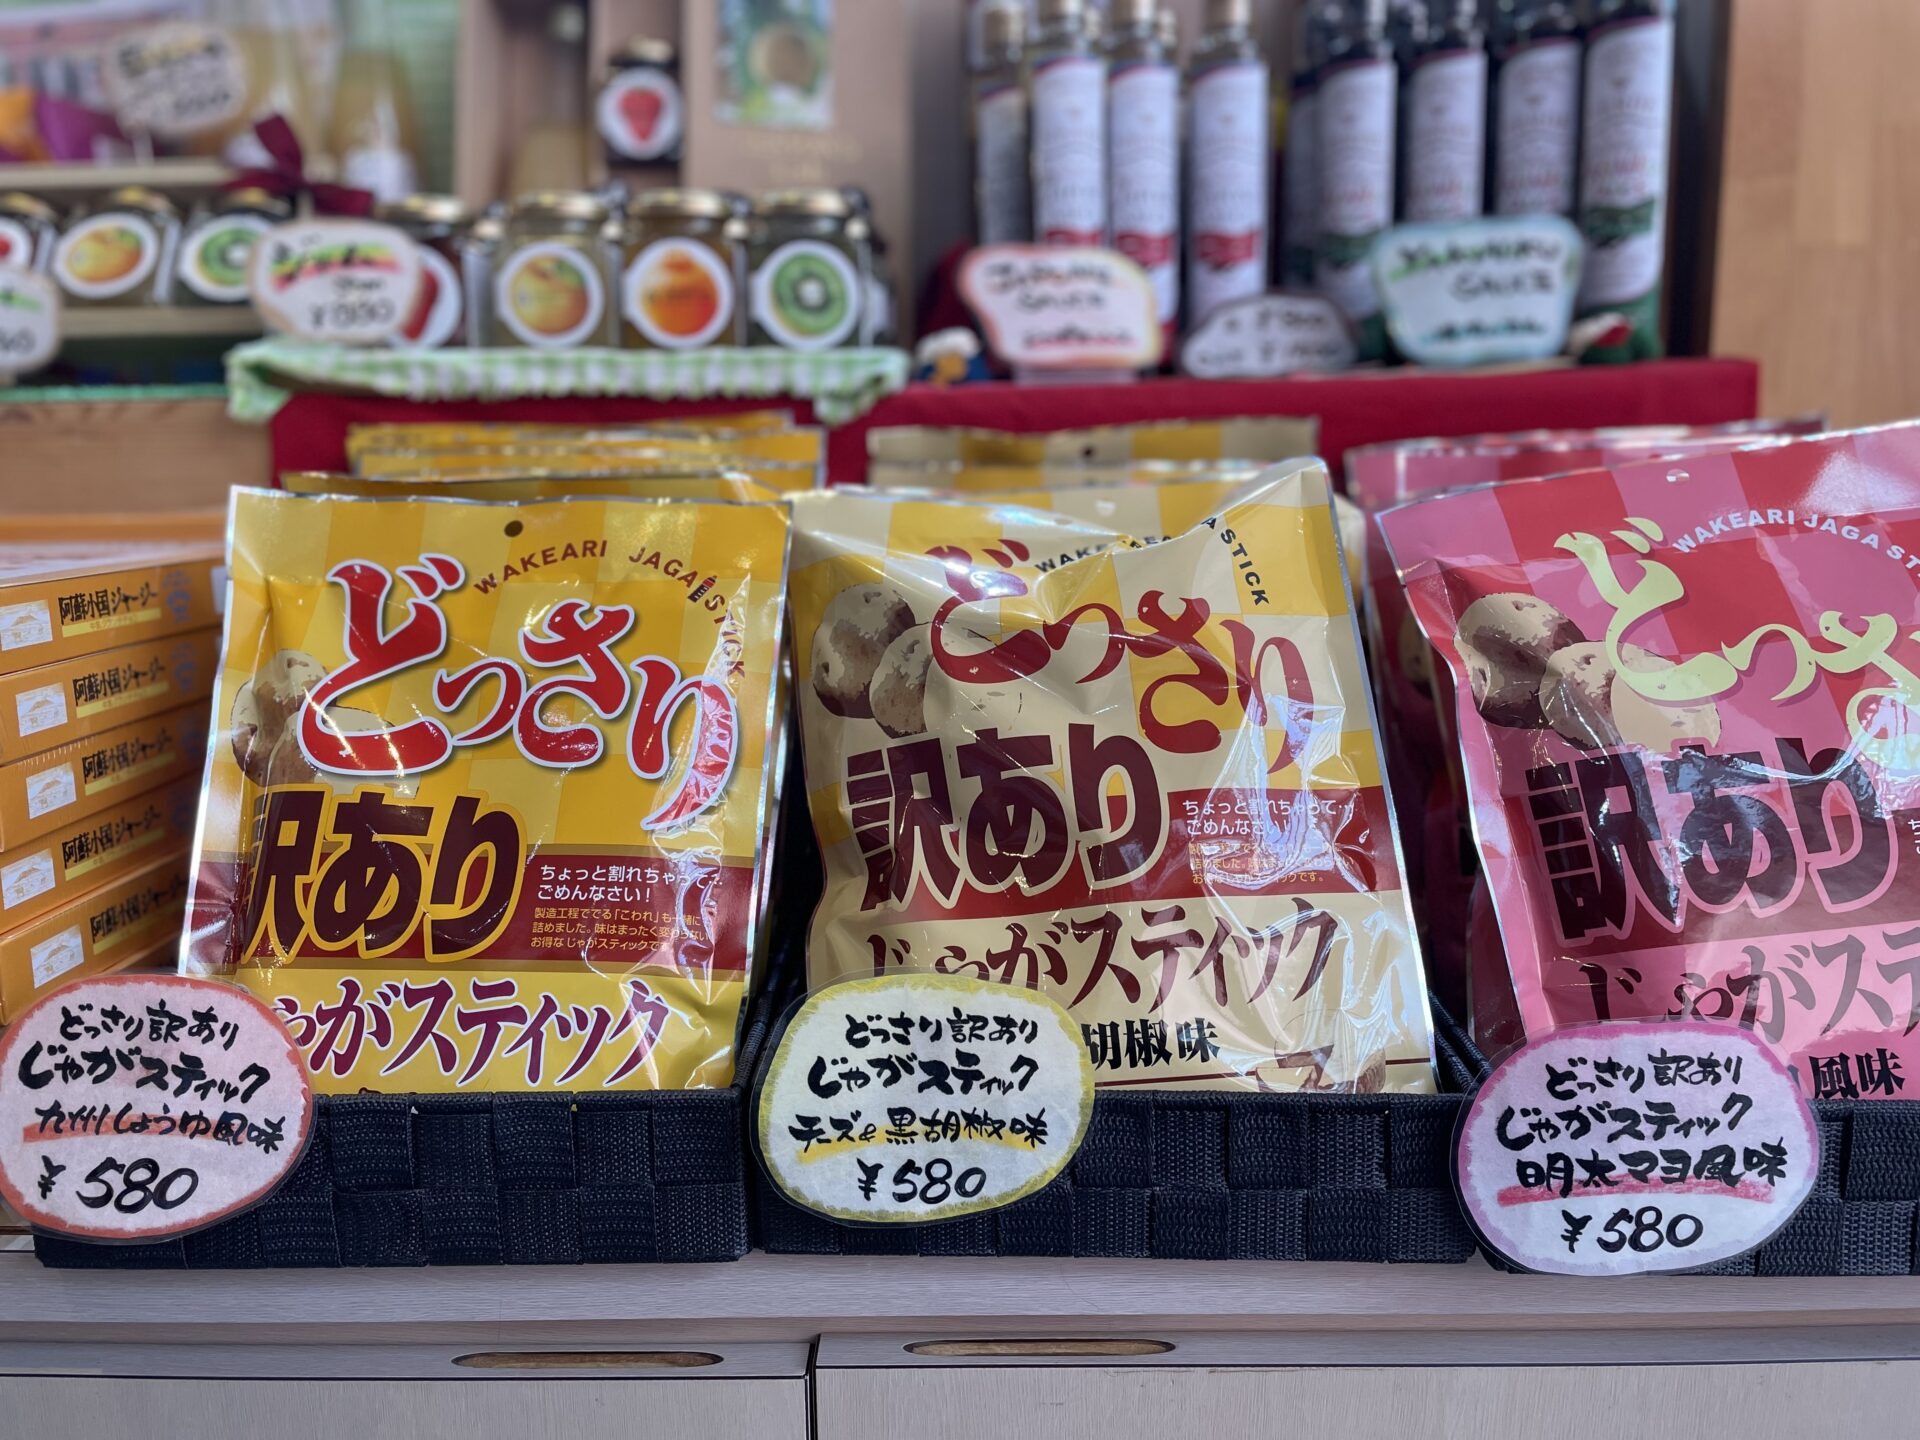 阿蘇小国ジャージー
阿蘇小国ジャージー
阿蘇小国ジャージー
阿蘇小国ジャージー
WAKEARI JAGA STICK
どっさり
訳あり
ちょっと割れちゃって…
ごめんなさい！
製造工程ででる「こわれ」も一緒に
詰めました。味はまったく変わらない
お得なじゃがスティックです
ゃがスティック
どっさり訳あり
じゃがスティック
九州しょうゆ風味
¥580
STICK
どっさり
訳あり
ちょっと割れちゃって…
ごめんなさい！
じゃがスティック
胡椒味
どっさり訳あり
じゃがスティック
チーズ&黒胡椒味
¥580
WAKEARI JAGA STICK
どっさ
訳あり
じゃがステ
風味
どっさり訳あり
じゃがスティック
明太マヨ風味
¥580
YAKINIKU
SAUCE